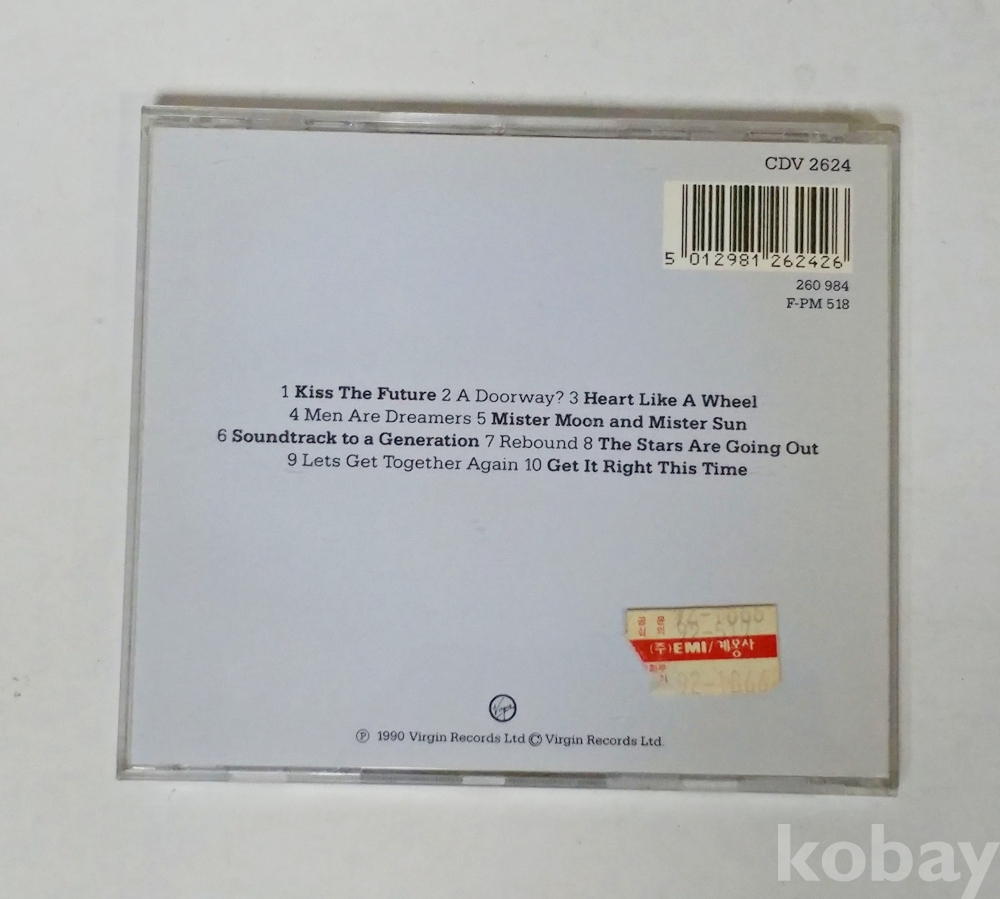 CDV 2624
5 012981 262426
260 984
F-PM 518
1 Kiss The Future 2 A Doorway? 3 Heart Like A Wheel
4 Men Are Dreamers 5 Mister Moon and Mister Sun
6 Soundtrack to a Generation 7 Rebound 8 The Stars Are Going Out
9 Lets Get Together Again 10 Get It Right This Time
(주)EMI/계몽사
92-1866
Virgin
Ⓟ 1990 Virgin Records Ltd © Virgin Records Ltd.
kobay